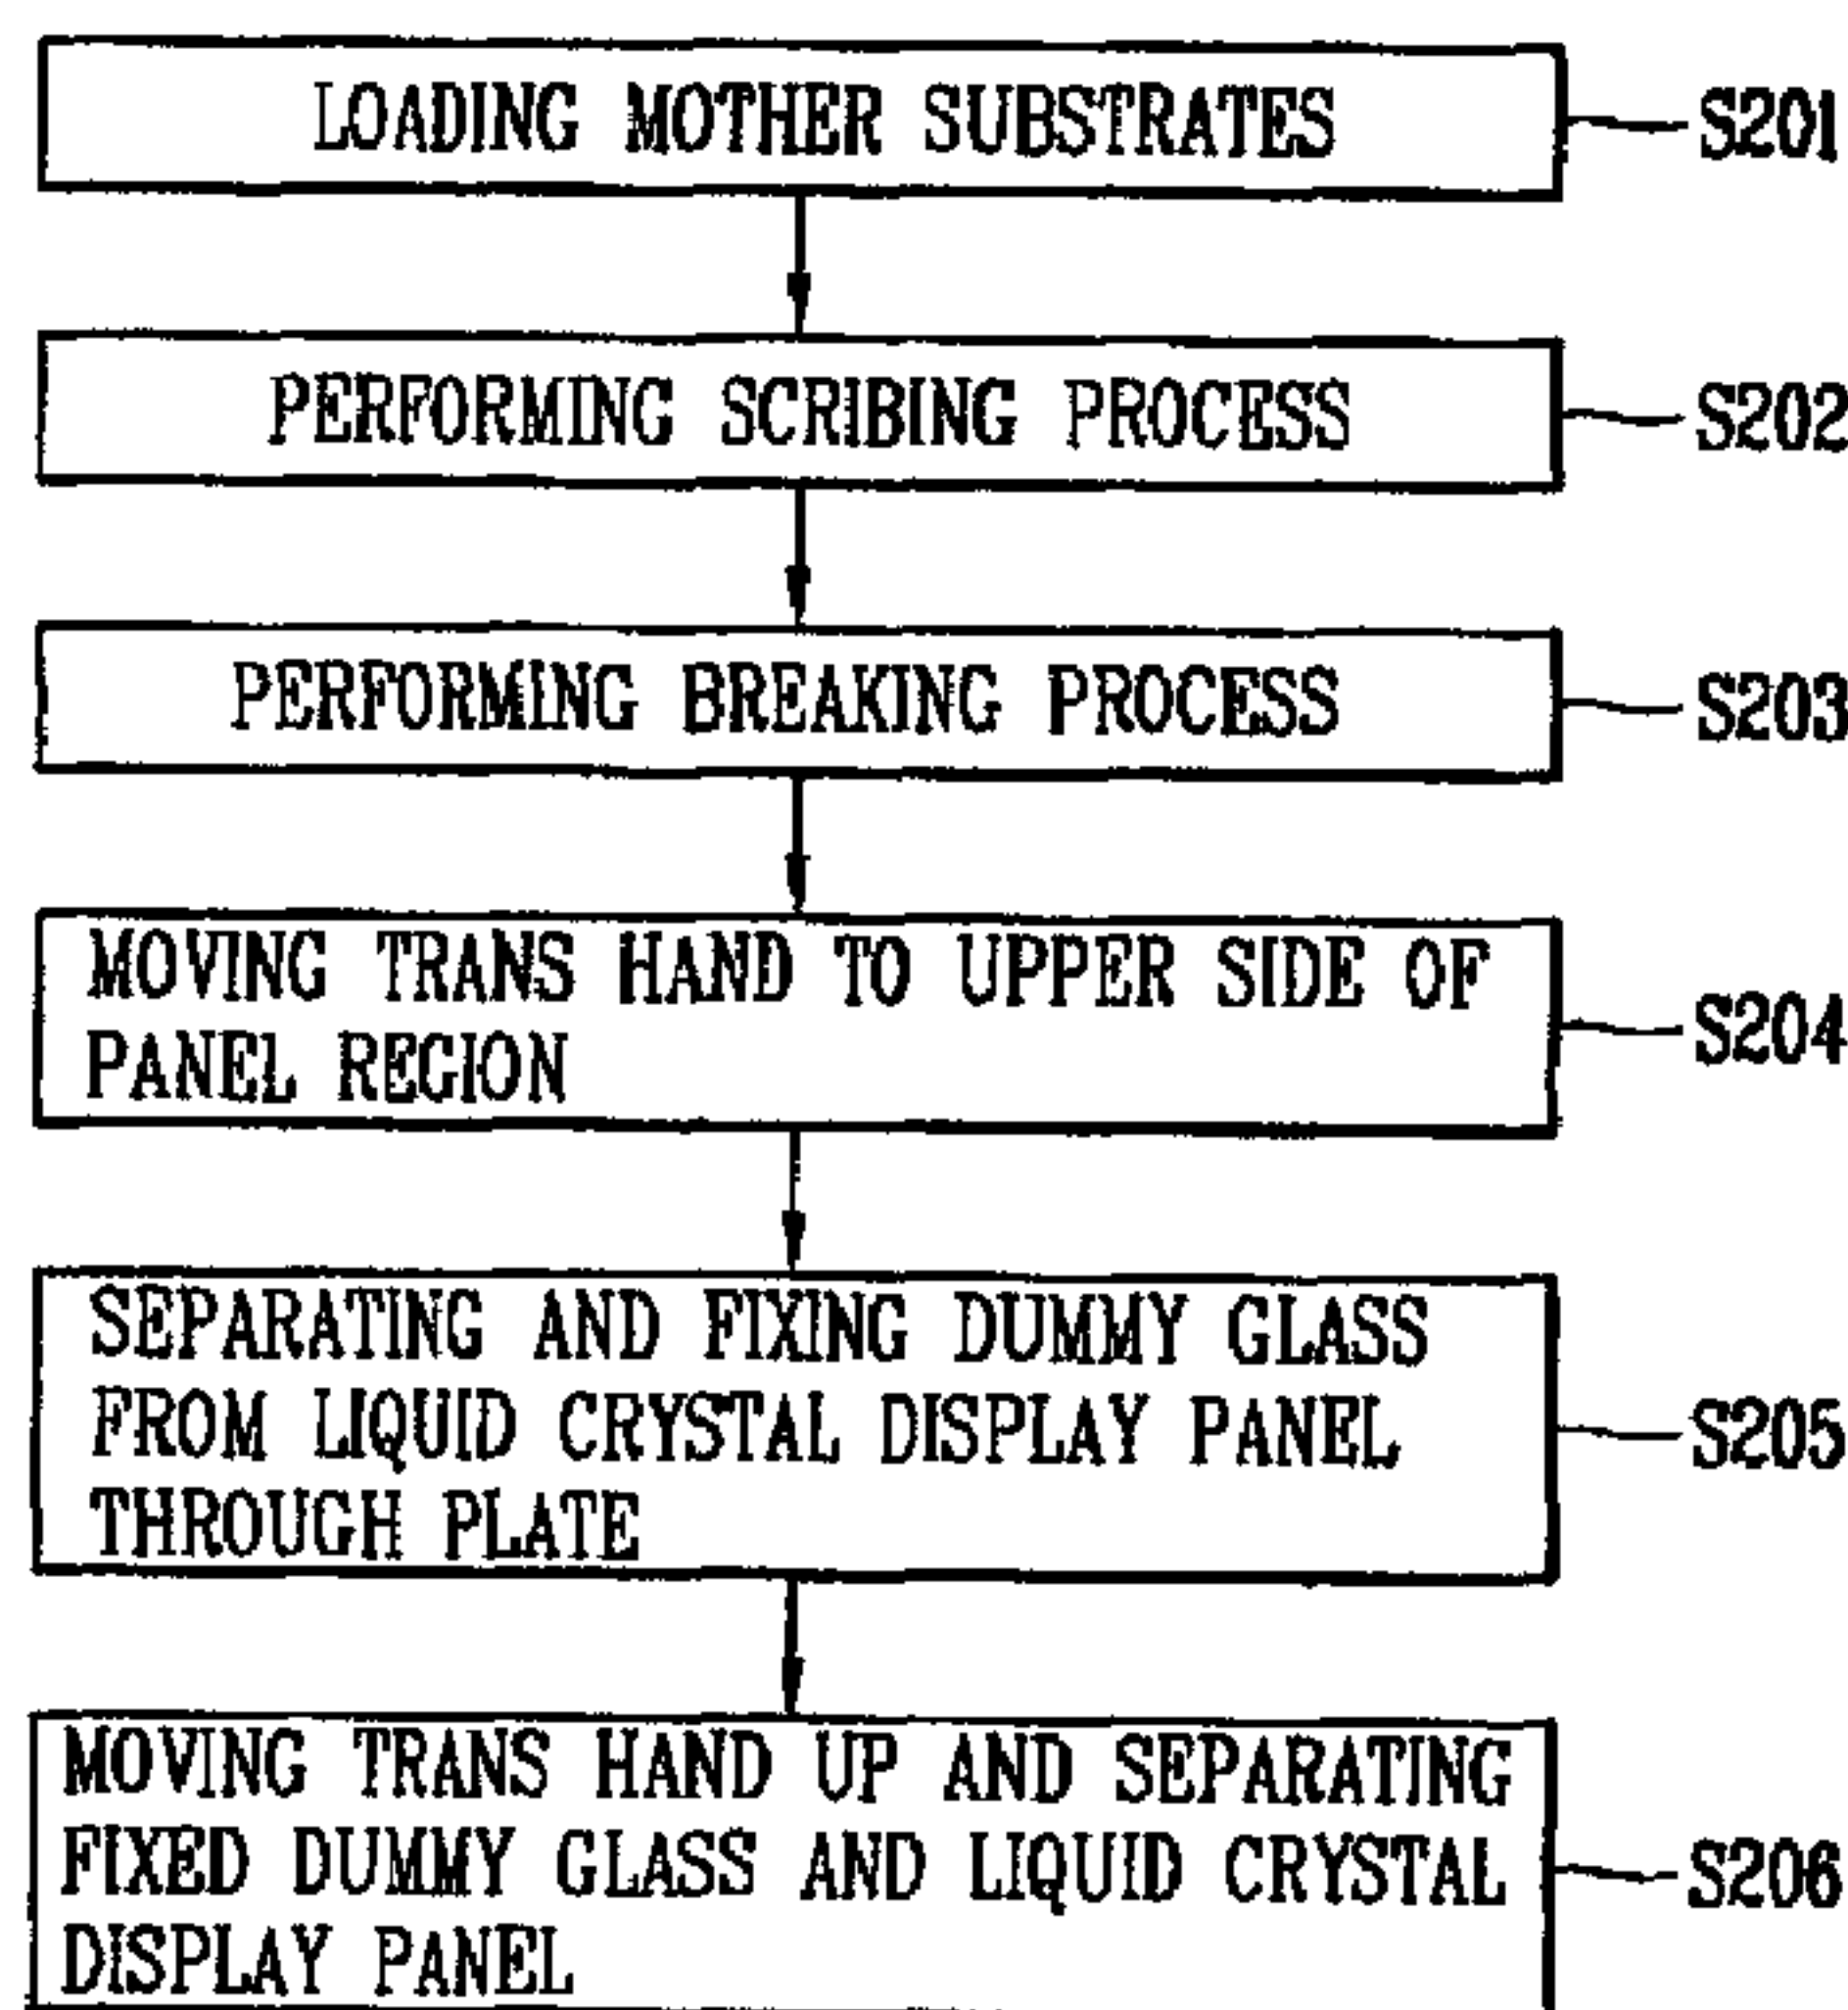 LOADING MOTHER SUBSTRATES
S201
PERFORMING SCRIBING PROCESS
S202
PERFORMING BREAKING PROCESS
S203
MOVING TRANS HAND TO UPPER SIDE OF
PANEL REGION
S204
SEPARATING AND FIXING DUMMY GLASS
FROM LIQUID CRYSTAL DISPLAY PANEL
THROUGH PLATE
S205
MOVING TRANS HAND UP AND SEPARATING
FIXED DUMMY GLASS AND LIQUID CRYSTAL
DISPLAY PANEL
S206